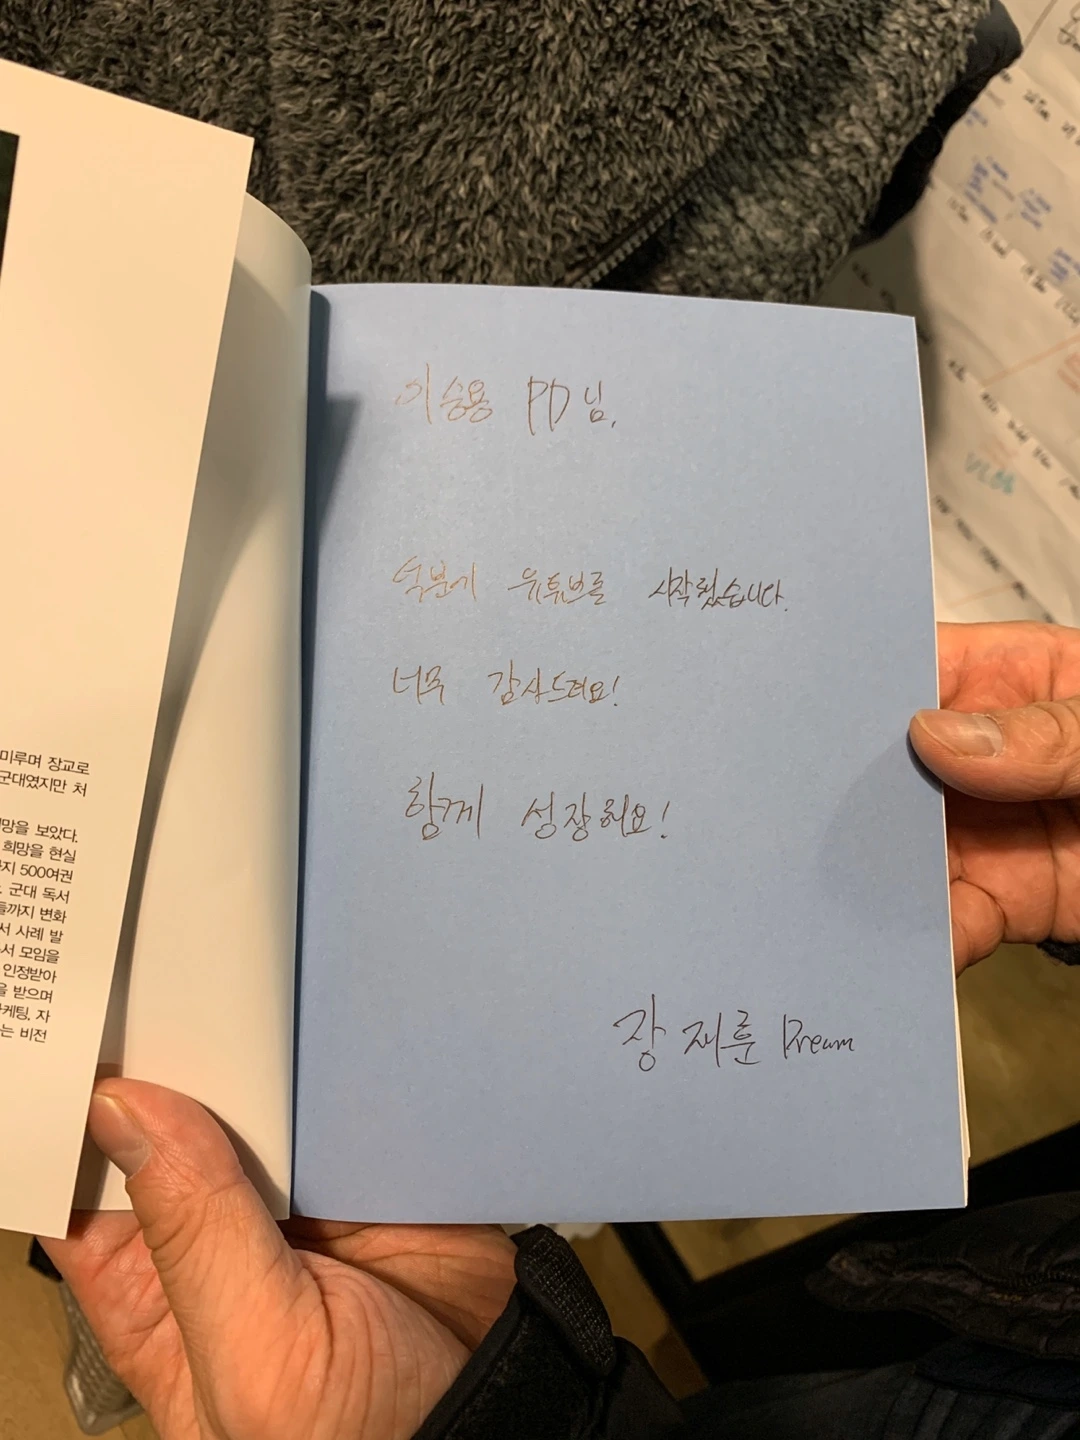 미루며 장교로
군대였지만 처
망을 보았다.
희망을 현실
지 500여권
군대 독서
들까지 변화
서 사례 발
서 모임을
인정받아
을 받으며
케팅, 자
는 비전
이승용 PD님,
덕분에 유튜브를 시작했습니다.
너무 감사드려요!
함께 성장해요!
장재훈 Dream
VLOG